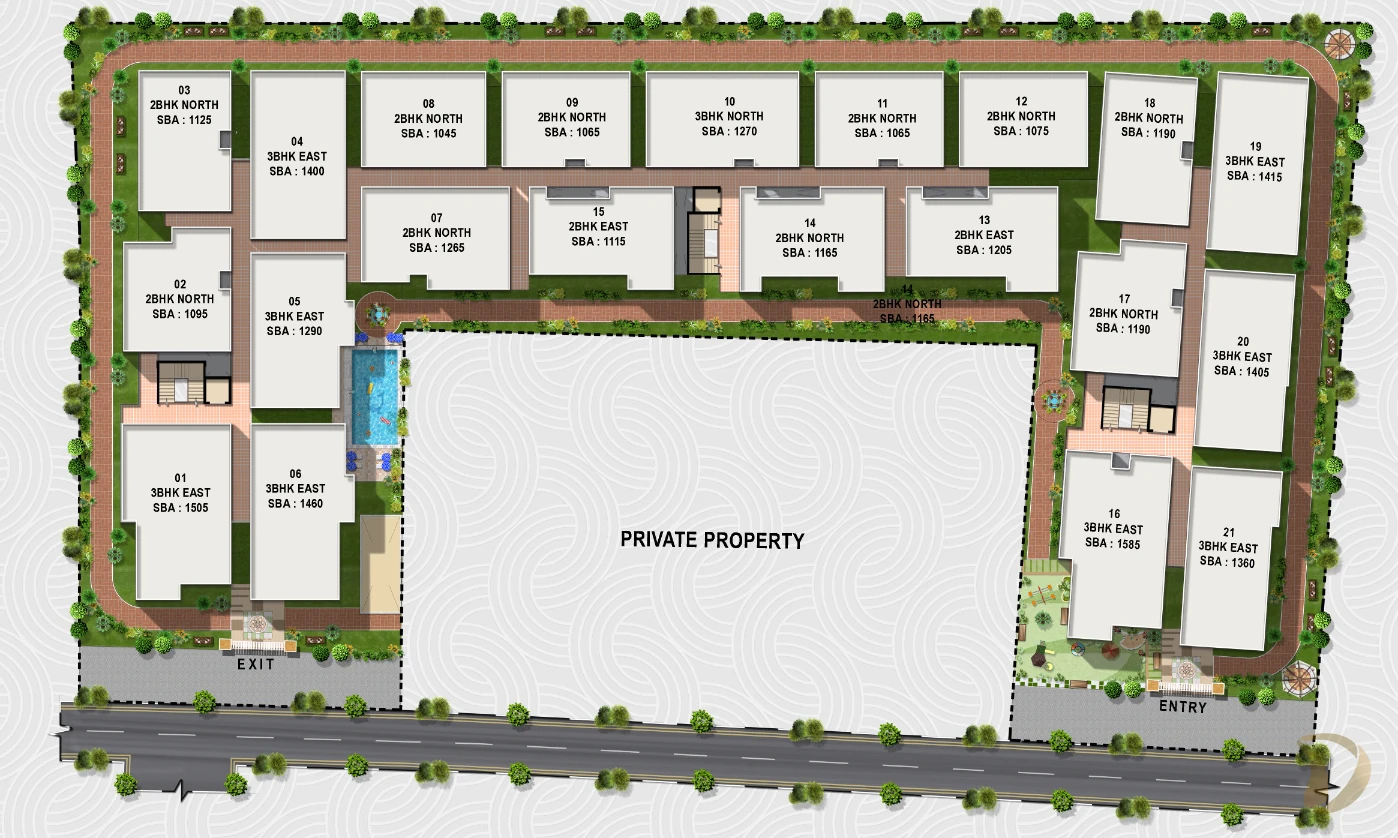 03
2BHK NORTH
SBA : 1125
04
3BHK EAST
SBA : 1400
08
2BHK NORTH
SBA : 1045
09
2BHK NORTH
SBA : 1065
10
3BHK NORTH
SBA : 1270
11
2BHK NORTH
SBA : 1065
12
2BHK NORTH
SBA : 1075
18
2BHK NORTH
SBA : 1190
19
3BHK EAST
SBA : 1415
07
2BHK NORTH
SBA : 1265
15
2BHK EAST
SBA : 1115
14
2BHK NORTH
SBA : 1165
13
2BHK EAST
SBA : 1205
02
2BHK NORTH
SBA : 1095
05
3BHK EAST
SBA : 1290
14
2BHK NORTH
SBA : 1165
17
2BHK NORTH
SBA : 1190
20
3BHK EAST
SBA : 1405
01
3BHK EAST
SBA : 1505
06
3BHK EAST
SBA : 1460
PRIVATE PROPERTY
16
3BHK EAST
SBA : 1585
21
3BHK EAST
SBA : 1360
EXIT
ENTRY